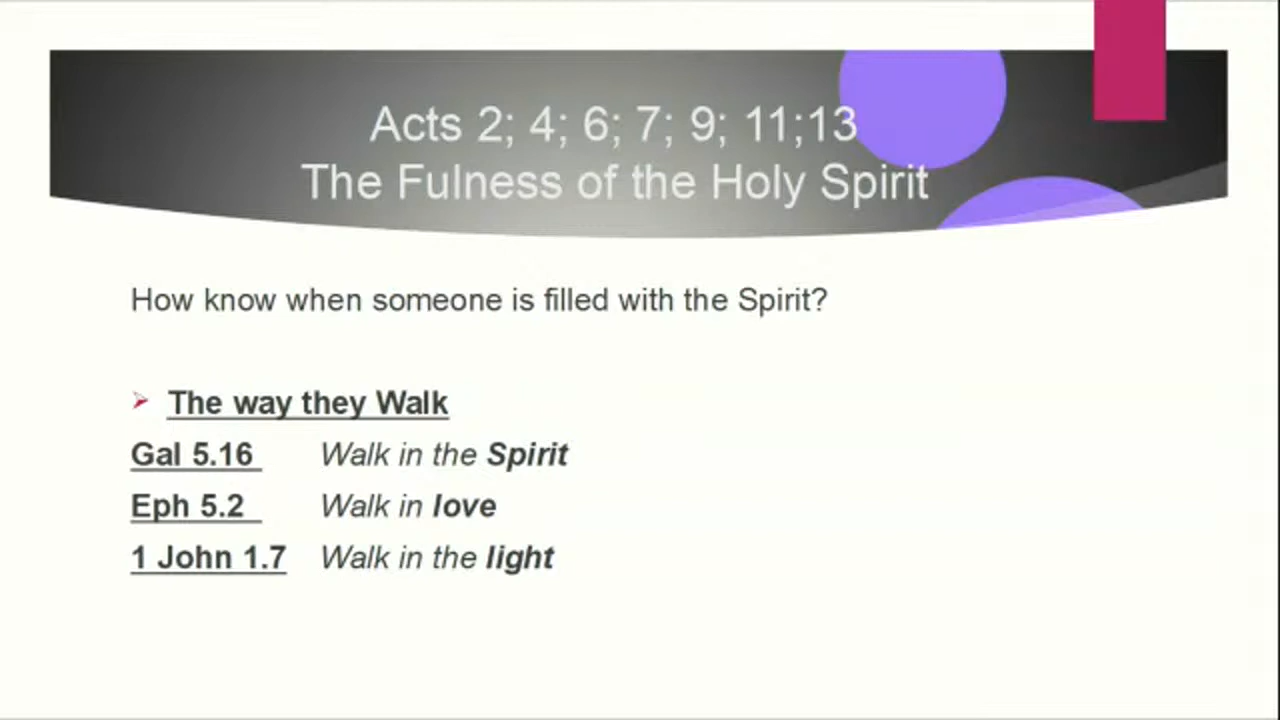 Acts 2; 4; 6; 7; 9; 11;13
The Fulness of the Holy Spirit
How know when someone is filled with the Spirit?
The way they Walk
Gal 5.16 Walk in the Spirit
Eph 5.2 Walk in love
1 John 1.7 Walk in the light